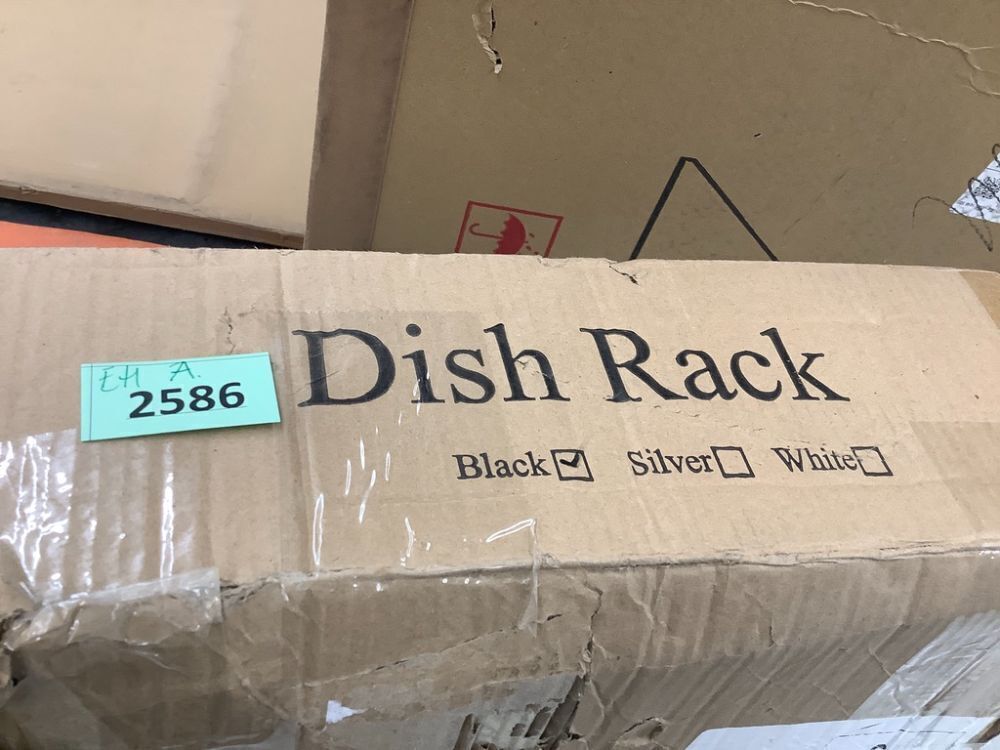 EH A.
2586
Dish Rack
Black☑ Silver☐ White☐